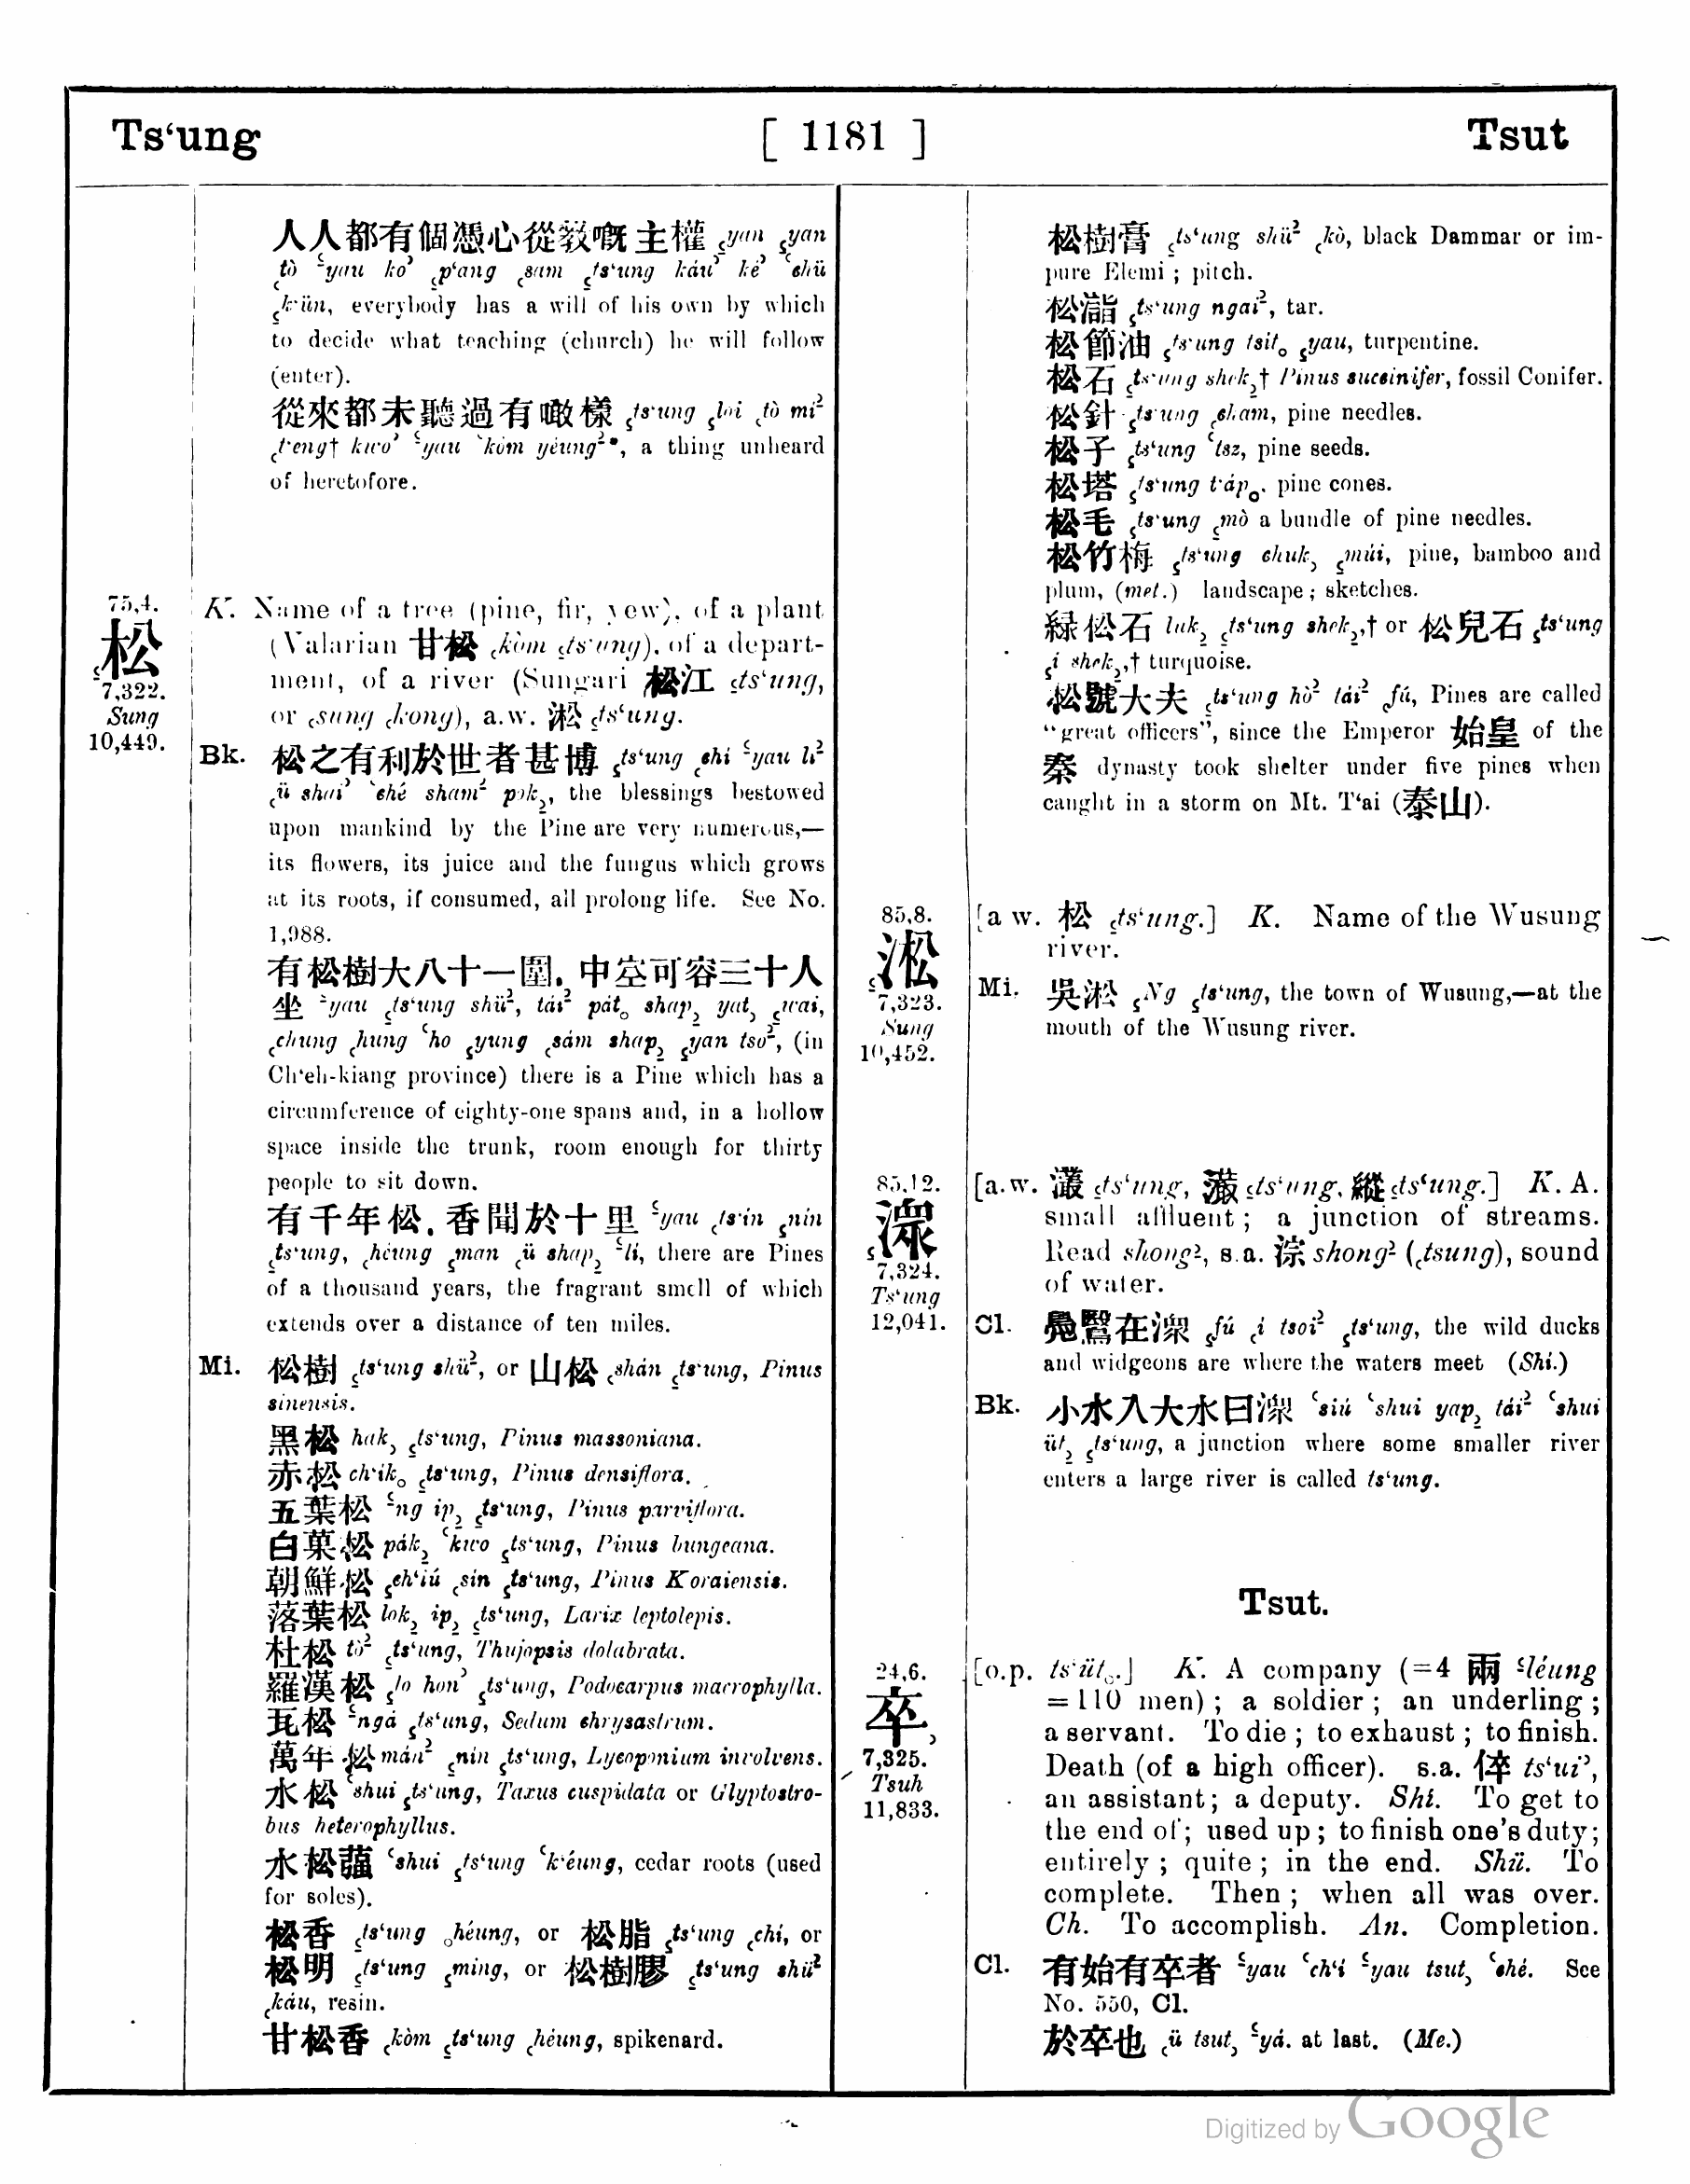 Ts‘ung
[ 1181 ]
Tsut
人人都有個憑心從敎嘅主權 ꜁yan ꜁yan
꜀tò ꜃yau ko꜄ ꜁p‘ang ꜀sam ꜁ts‘ung káu꜄ ké꜄ ꜂chü
꜁k‘ün, everybody has a will of his own by which
to decide what teaching (church) he will follow
(enter).
從來都未聽過有噉樣 ꜁ts‘ung ꜁loi ꜀tò mí²
꜀t‘eng† kwo꜄ ꜃yau ꜂kòm yéung²*, a thing unheard
of heretofore.
75,4.
꜁松
7,322.
Sung
10,449.
K. Name of a tree (pine, fir, yew), of a plant
(Valarian 甘松 ꜀kòm ꜁ts‘ung), of a depart-
ment, of a river (Sungari 松江 ꜁ts‘ung,
or ꜀sung ꜀kong), a.w. 淞 ꜁ts‘ung.
Bk. 松之有利於世者甚博 ꜁ts‘ung ꜀chi ꜃yau lí²
꜀ü shai꜄ ꜂ché sham² pok꜇, the blessings bestowed
upon mankind by the Pine are very numerous,—
its flowers, its juice and the fungus which grows
at its roots, if consumed, all prolong life. See No.
1,988.
有松樹大八十一圍, 中空可容三十人
坐 ꜃yau ꜁ts‘ung shü², tái² pát。 shap꜇ yat꜆ ꜁wai,
꜀chung ꜀hung ꜂ho ꜁yung ꜀sám shap꜇ ꜁yan tso², (in
Ch‘eh-kiang province) there is a Pine which has a
circumference of eighty-one spans and, in a hollow
space inside the trunk, room enough for thirty
people to sit down.
有千年松, 香聞於十里 ꜃yau ꜀ts‘in ꜁nin
꜁ts‘ung, ꜀héung ꜁man ꜀ü shap꜇ ꜃li, there are Pines
of a thousand years, the fragrant smell of which
extends over a distance of ten miles.
Mi. 松樹 ꜁ts‘ung shü², or 山松 ꜀shán ꜁ts‘ung, Pinus
sinensis.
黑松 hak꜆ ꜁ts‘ung, Pinus massoniana.
赤松 ch‘ik。 ꜁ts‘ung, Pinus densiflora.
五葉松 ꜃ng ip꜇ ꜁ts‘ung, Pinus parviflora.
白菓松 pák꜇ ꜂kwo ꜁ts‘ung, Pinus bungeana.
朝鮮松 ꜁ch‘iú ꜀sin ꜁ts‘ung, Pinus Koraiensis.
落葉松 lok꜇ ip꜇ ꜁ts‘ung, Larix leptolepis.
杜松 tò² ꜁ts‘ung, Thujopsis dolabrata.
羅漢松 ꜁lo hon꜄ ꜁ts‘ung, Podocarpus macrophylla.
瓦松 ꜃ngá ꜁ts‘ung, Sedum chrysastrum.
萬年松 mán² ꜁nin ꜁ts‘ung, Lycoponium involvens.
水松 ꜂shui ꜁ts‘ung, Taxus cuspidata or Glyptostro-
bus heterophyllus.
水松蘊 ꜂shui ꜁ts‘ung ꜂k‘éung, cedar roots (used
for soles).
松香 ꜁ts‘ung ꜀héung, or 松脂 ꜁ts‘ung ꜀chi, or
松明 ꜁ts‘ung ꜁ming, or 松樹膠 ꜁ts‘ung shü²
꜀káu, resin.
甘松香 ꜀kòm ꜁ts‘ung ꜀héung, spikenard.
松樹膏 ꜁ts‘ung shü² ꜀kò, black Dammar or im-
pure Elemi ; pitch.
松 ꜁ts‘ung ngai², tar.
松節油 ꜁ts‘ung tsit。 ꜁yau, turpentine.
松石 ꜁ts‘ung shek꜇† Pinus succinifer, fossil Conifer.
松針 ꜁ts‘ung ꜀cham, pine needles.
松子 ꜁ts‘ung ꜂tsz, pine seeds.
松塔 ꜁ts‘ung t‘áp。. pine cones.
松毛 ꜁ts‘ung ꜁mò a bundle of pine needles.
松竹梅 ꜁ts‘ung chuk꜆ ꜁múi, pine, bamboo and
plum, (met.) landscape ; sketches.
緑松石 luk꜇ ꜁ts‘ung shek꜇,† or 松兒石 ꜁ts‘ung
꜁i shek꜇,† turquoise.
松號大夫 ꜁ts‘ung hò² tái² ꜀fú, Pines are called
“great officers”, since the Emperor 始皇 of the
秦 dynasty took shelter under five pines when
caught in a storm on Mt. T‘ai (泰山).
85,8.
꜁淞
7,323.
Sung
10,452.
[a w. 松 ꜁ts‘ung.] K. Name of the Wusung
river.
Mi. 吳淞 ꜁Ng ꜁ts‘ung, the town of Wusung,—at the
mouth of the Wusung river.
85,12.
꜁潀
7,324.
Ts‘ung
12,041.
[a.w. 灇 ꜁ts‘ung, ꜁ts‘ung, ꜁ts‘ung.] K. A.
small affluent ; a junction of streams.
Read shong², s.a. 淙 shong² (꜀tsung), sound
of water.
Cl. 鳧鷖在潀 ꜁fú ꜀i tsoi² ꜁ts‘ung, the wild ducks
and widgeons are where the waters meet (Shí.)
Bk. 小水入大水曰潀 ꜂siú ꜂shui yap꜇ tái² ꜂shui
üt꜇ ꜁ts‘ung, a junction where some smaller river
enters a large river is called ts‘ung.
Tsut.
24,6.
卒꜆
7,325.
Tsuh
11,833.
[o.p. ts‘üt。.] K. A company (=4 兩 ꜃léung
=110 men) ; a soldier ; an underling ;
a servant. To die ; to exhaust ; to finish.
Death (of a high officer). s.a. 倅 ts‘ui꜄,
an assistant ; a deputy. Shí. To get to
the end of ; used up ; to finish one's duty ;
entirely ; quite ; in the end. Shü. To
complete. Then ; when all was over.
Ch. To accomplish. An. Completion.
Cl. 有始有卒者 ꜃yau ꜂ch‘i ꜃yau tsut꜆ ꜂ché. See
No. 550, Cl.
於卒也 ꜀ü tsut꜆ ꜃yá. at last. (Me.)
Digitized by Google